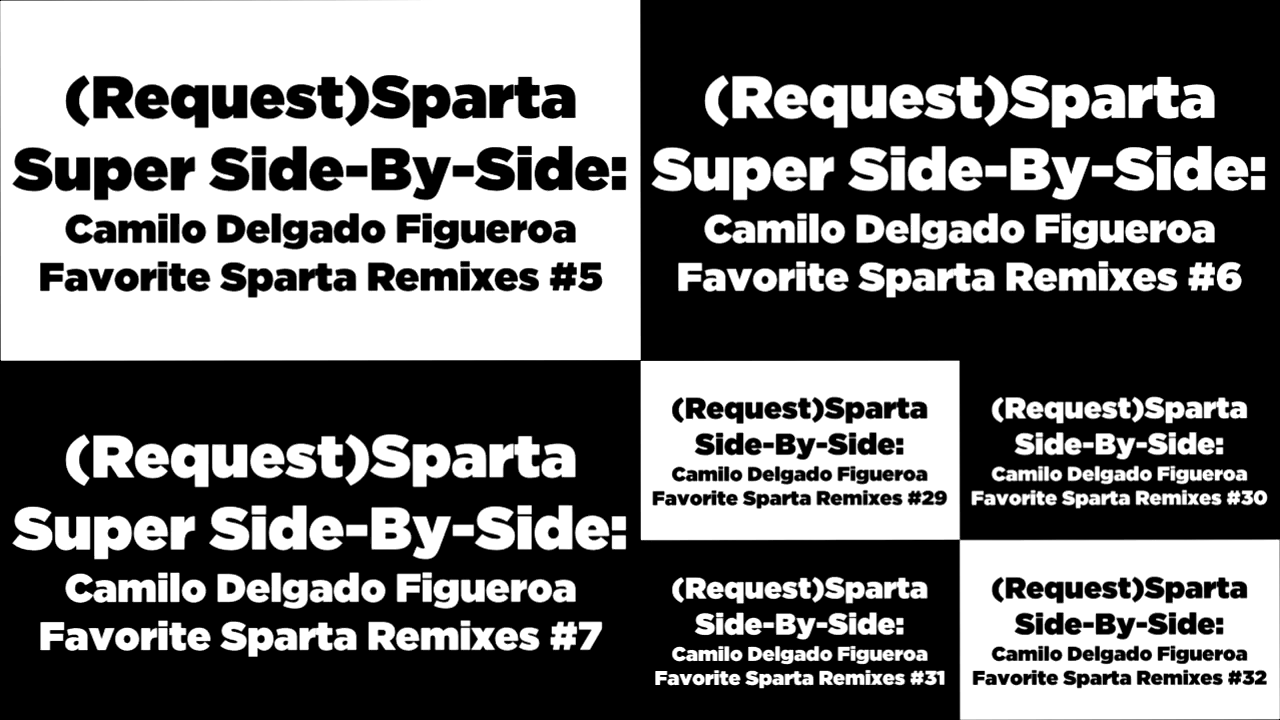 (Request)Sparta
Super Side-By-Side:
Camilo Delgado Figueroa
Favorite Sparta Remixes #5
(Request)Sparta
Super Side-By-Side:
Camilo Delgado Figueroa
Favorite Sparta Remixes #6
(Request)Sparta
Super Side-By-Side:
Camilo Delgado Figueroa
Favorite Sparta Remixes #7
(Request)Sparta
Side-By-Side:
Camilo Delgado Figueroa
Favorite Sparta Remixes #29
(Request)Sparta
Side-By-Side:
Camilo Delgado Figueroa
Favorite Sparta Remixes #30
(Request)Sparta
Side-By-Side:
Camilo Delgado Figueroa
Favorite Sparta Remixes #31
(Request)Sparta
Side-By-Side:
Camilo Delgado Figueroa
Favorite Sparta Remixes #32